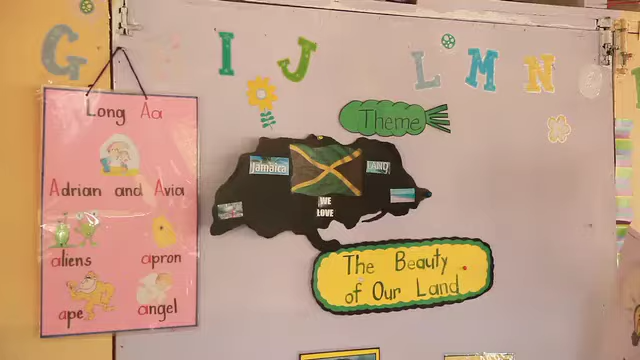 G I J L M N
Long Aa
Adrian and Avia
aliens apron
ape angel
Theme
Jamaica
LAND
WE
LOVE
The Beauty
of Our Land